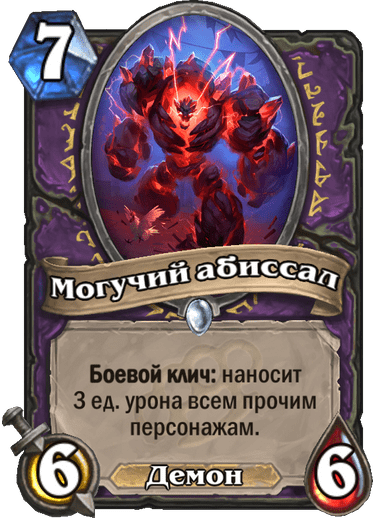 7
Могучий абиссал
Боевой клич: наносит
3 ед. урона всем прочим
персонажам.
6
Демон
6